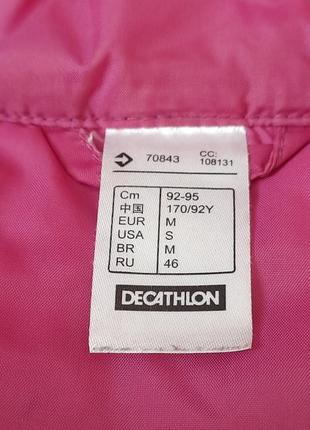 70843 CC: 108131
Cm 92-95
中国 170/92Y
EUR M
USA S
BR M
RU 46
DECATHLON